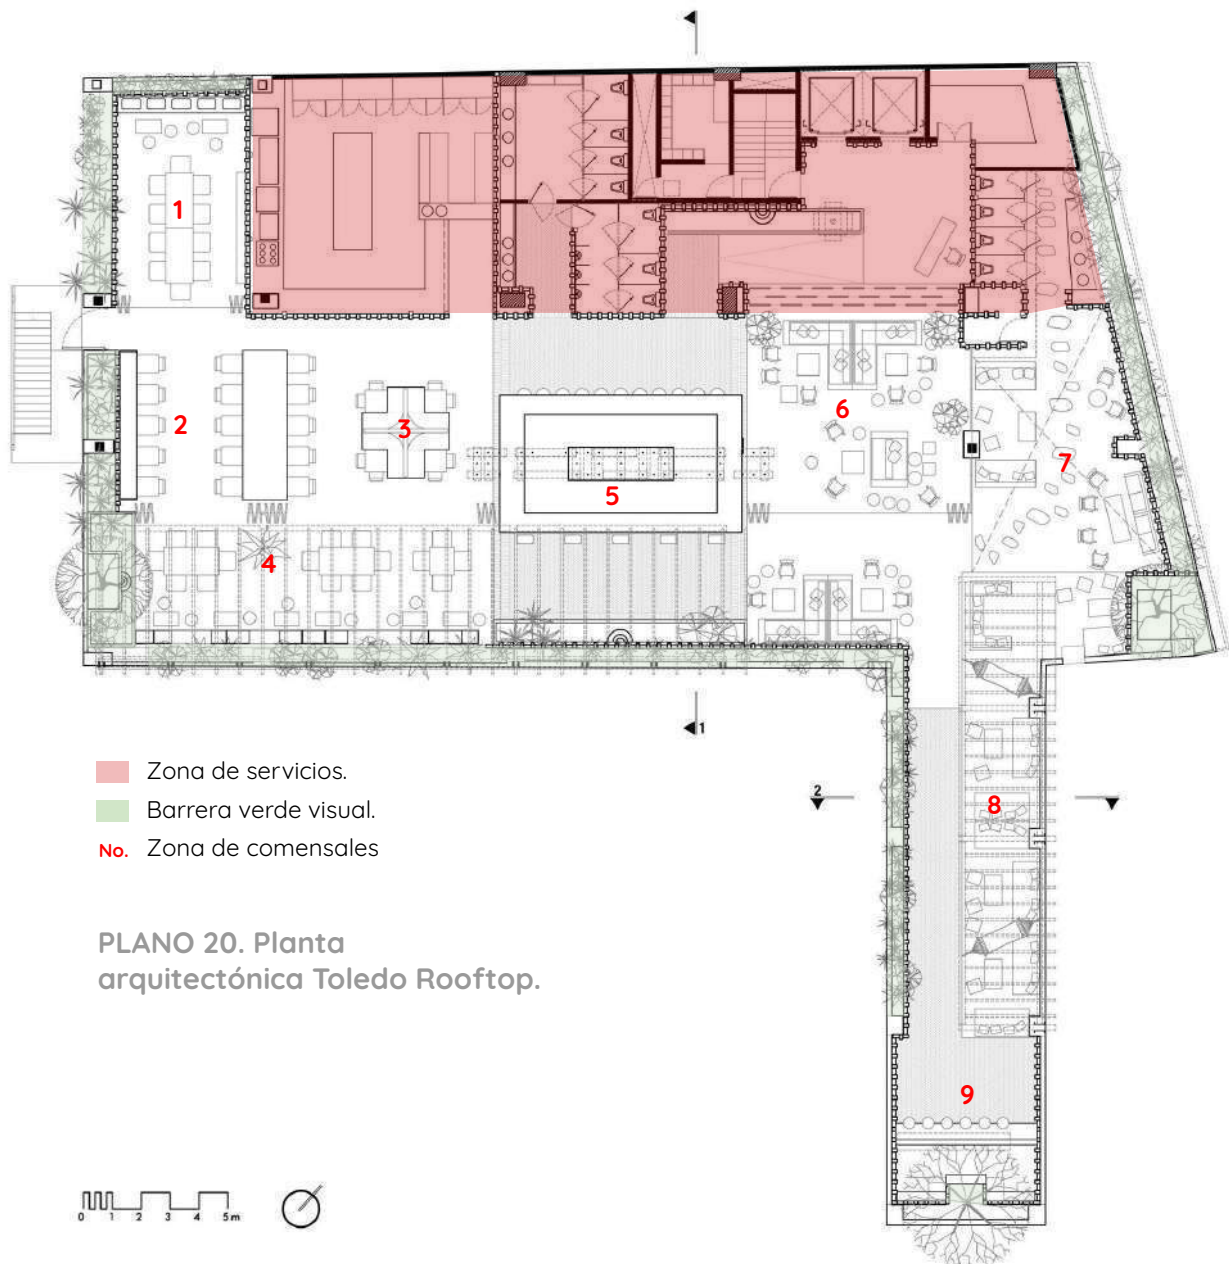 1
2
3
4
5
6
7
8
9
1
2
Zona de servicios.
Barrera verde visual.
No. Zona de comensales
PLANO 20. Planta
arquitectónica Toledo Rooftop.
0 1 2 3 4 5m